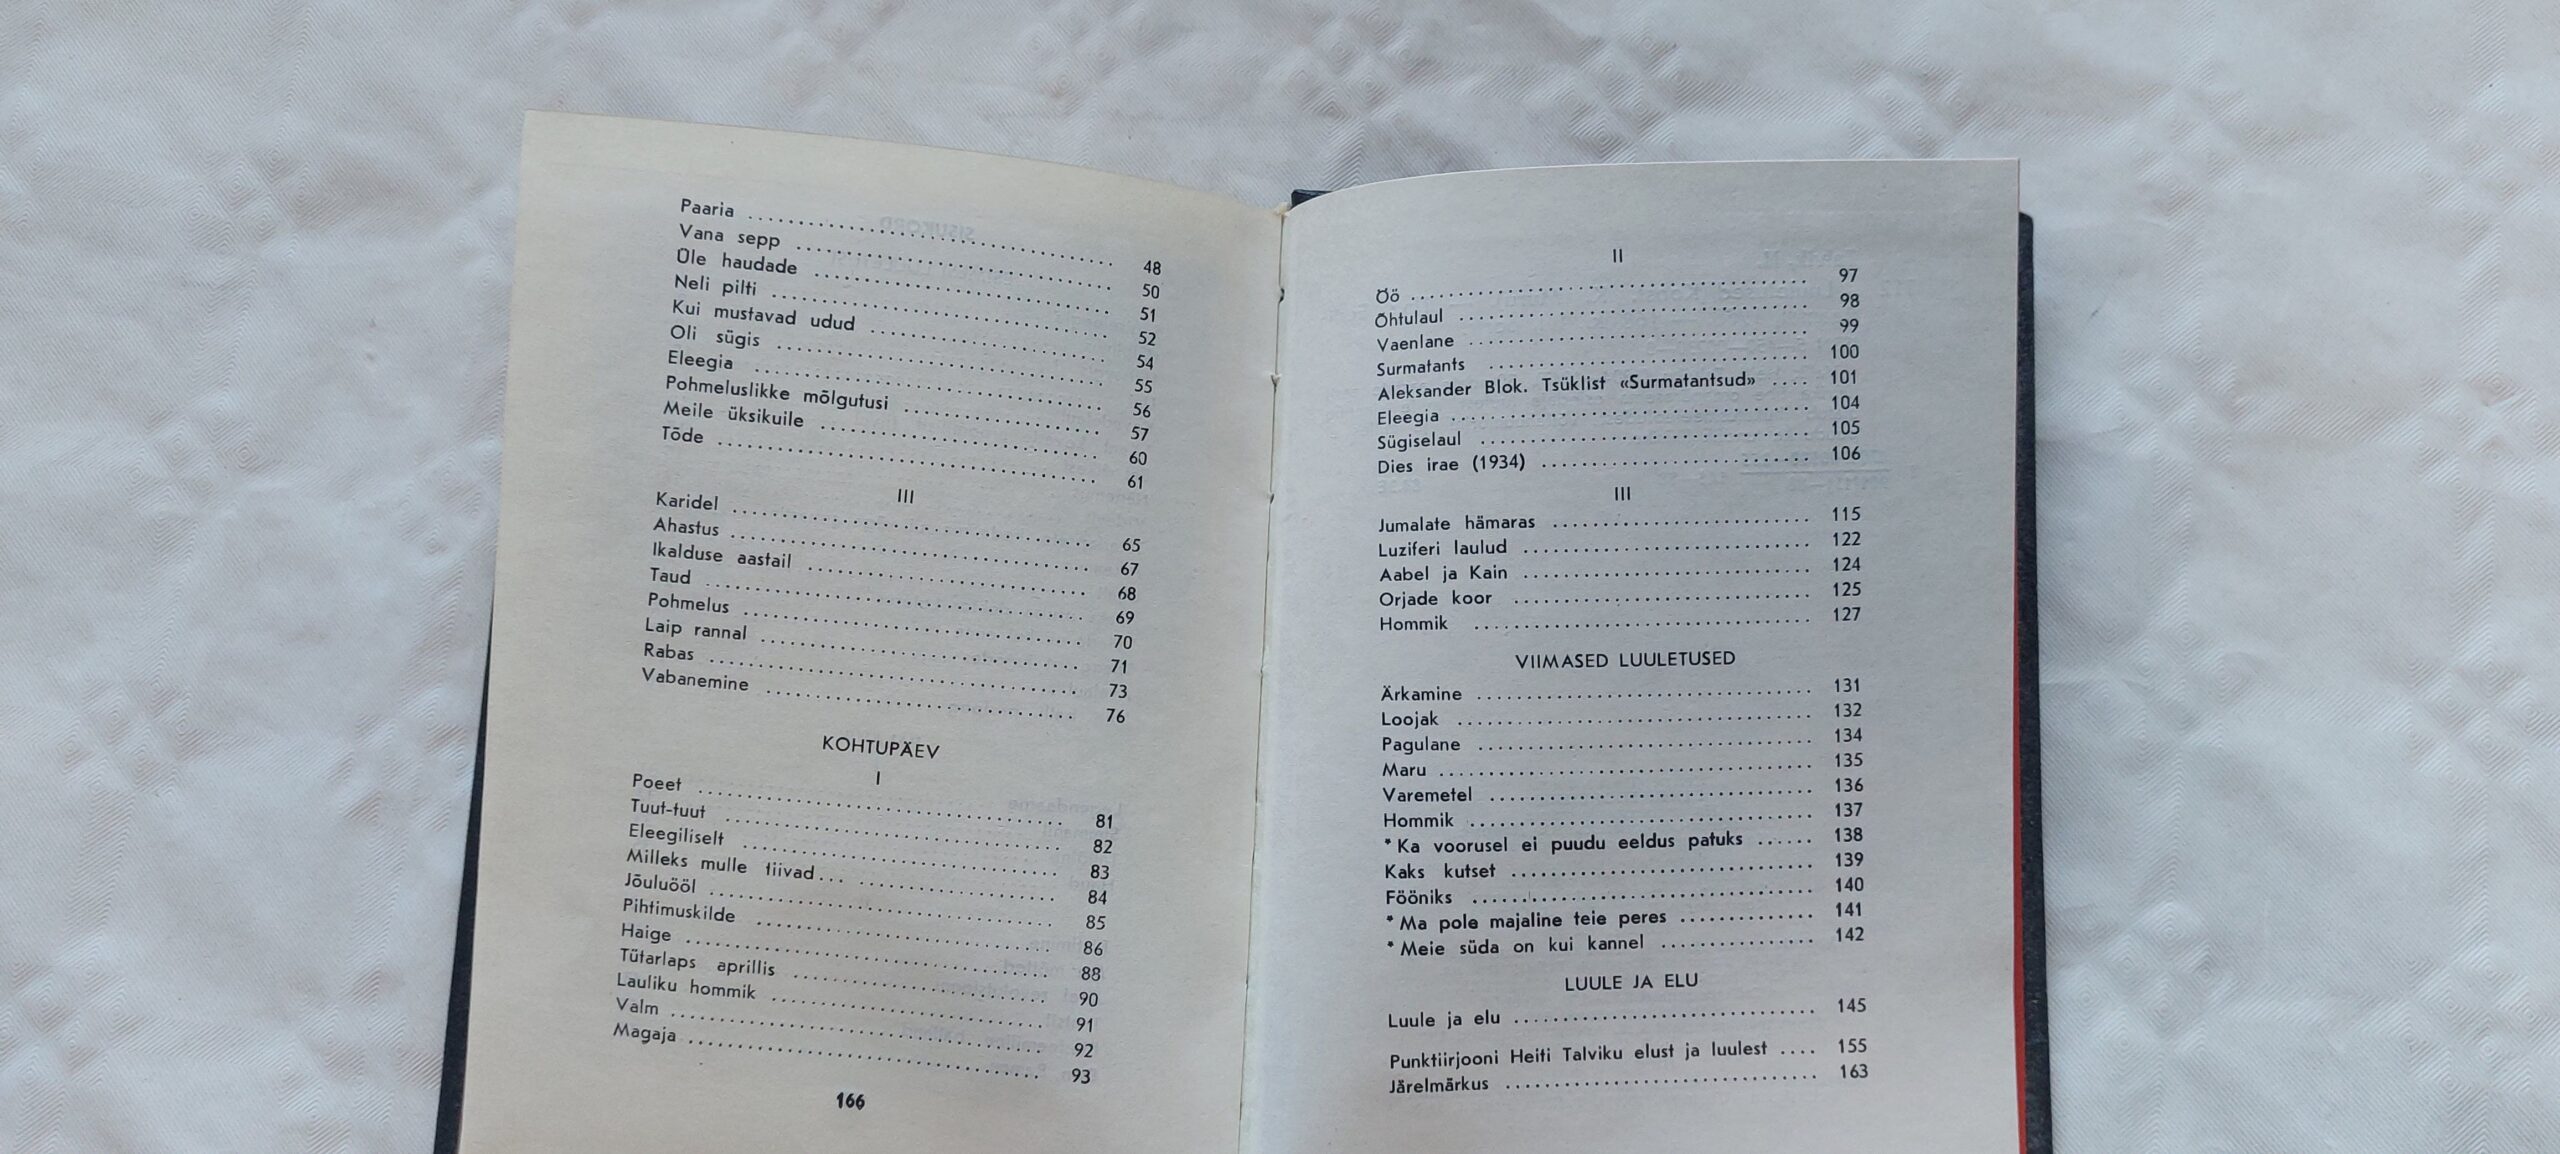 Paaria ........ 48
Vana sepp ........ 50
Üle haudade ........ 51
Neli pilti ........ 52
Kui mustavad udud ........ 54
Oli sügis ........ 55
Eleegia ........ 56
Pohmeluslikke mõlgutusi ........ 57
Meile üksikuile ........ 60
Tõde ........ 61
III
Karidel ........ 65
Ahastus ........ 67
Ikalduse aastail ........ 68
Taud ........ 69
Pohmelus ........ 70
Laip rannal ........ 71
Rabas ........ 73
Vabanemine ........ 76
KOHTUPÄEV
I
Poeet ........ 81
Tuut-tuut ........ 82
Eleegiliselt ........ 83
Milleks mulle tiivad... ........ 84
Jõuluööl ........ 85
Pihtimuskilde ........ 86
Haige ........ 88
Tütarlaps aprillis ........ 90
Lauliku hommik ........ 91
Valm ........ 92
Magaja ........ 93
166
II
Öö ........ 97
Õhtulaul ........ 98
Vaenlane ........ 99
Surmatants ........ 100
Aleksander Blok. Tsüklist «Surmatantsud» .... 101
Eleegia ........ 104
Sügiselaul ........ 105
Dies irae (1934) ........ 106
III
Jumalate hämaras ........ 115
Luziferi laulud ........ 122
Aabel ja Kain ........ 124
Orjade koor ........ 125
Hommik ........ 127
VIIMASED LUULETUSED
Ärkamine ........ 131
Loojak ........ 132
Pagulane ........ 134
Maru ........ 135
Varemetel ........ 136
Hommik ........ 137
* Ka voorusel ei puudu eeldus patuks ...... 138
Kaks kutset ........ 139
Fööniks ........ 140
* Ma pole majaline teie peres ........ 141
* Meie süda on kui kannel ........ 142
LUULE JA ELU
Luule ja elu ........ 145
Punktiirjooni Heiti Talviku elust ja luulest .... 155
Järelmärkus ........ 163